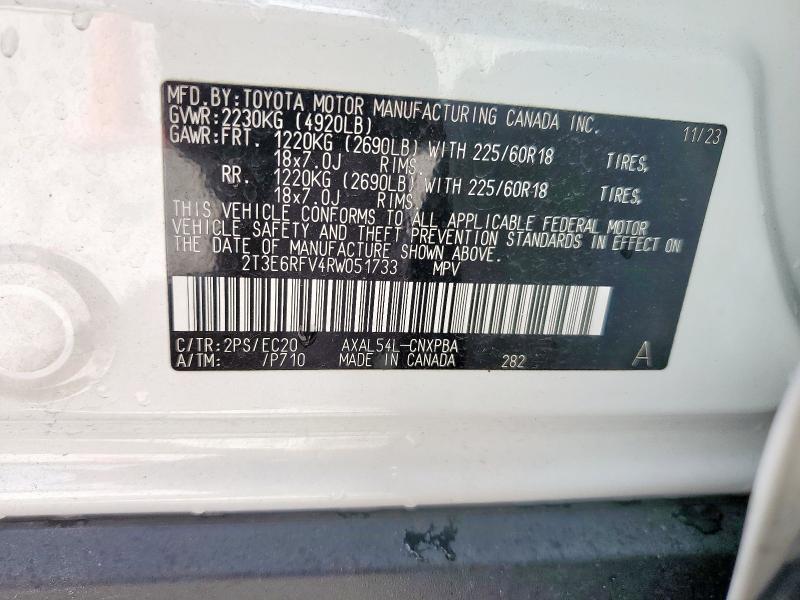 MFD.BY:TOYOTA MOTOR MANUFACTURING CANADA INC.
GVWR:2230KG (4920LB) 11/23
GAWR:FRT. 1220KG (2690LB) WITH 225/60R18 TIRES,
18x7.0J RIMS.
RR. 1220KG (2690LB) WITH 225/60R18 TIRES,
18x7.0J RIMS.
THIS VEHICLE CONFORMS TO ALL APPLICABLE FEDERAL MOTOR
VEHICLE SAFETY AND THEFT PREVENTION STANDARDS IN EFFECT ON
THE DATE OF MANUFACTURE SHOWN ABOVE.
2T3E6RFV4RW051733 MPV
C/TR:2PS/EC20 AXAL54L-CNXPBA A
A/TM: /P710 MADE IN CANADA 282